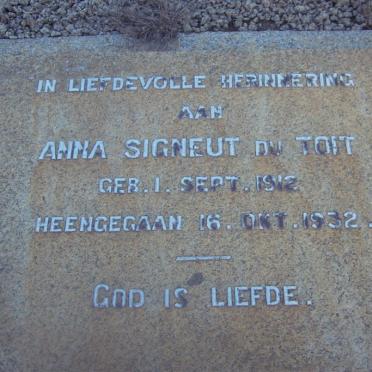 IN LIEFDEVOLLE HERINNERING
AAN
ANNA SIGNEUT DU TOIT
GEB. 1. SEPT. 1912
HEENGEGAAN 16. OKT. 1932.
GOD IS LIEFDE.